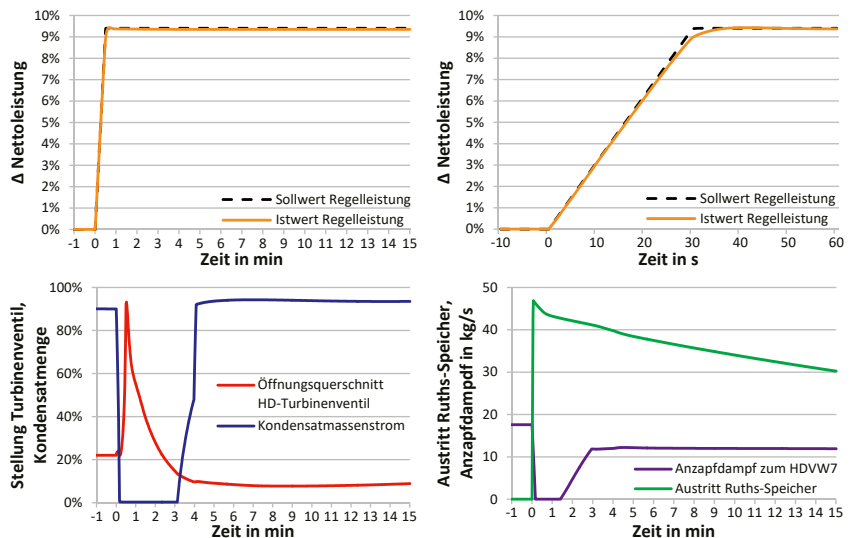 10%
9%
8%
7%
6%
5%
4%
3%
2%
1%
0%
Δ Nettoleistung
Sollwert Regelleistung
Istwert Regelleistung
-1 0 1 2 3 4 5 6 7 8 9 10 11 12 13 14 15
Zeit in min
10%
9%
8%
7%
6%
5%
4%
3%
2%
1%
0%
Δ Nettoleistung
Sollwert Regelleistung
Istwert Regelleistung
-10 0 10 20 30 40 50 60
Zeit in s
100%
80%
60%
40%
20%
0%
Stellung Turbinenventil,
Kondensatmenge
Öffnungsquerschnitt
HD-Turbinenventil
Kondensatmassenstrom
-1 0 1 2 3 4 5 6 7 8 9 10 11 12 13 14 15
Zeit in min
50
40
30
20
10
0
Austritt Ruths-Speicher,
Anzapfdampdf in kg/s
Anzapfdampf zum HDVW7
Austritt Ruths-Speicher
-1 0 1 2 3 4 5 6 7 8 9 10 11 12 13 14 15
Zeit in min